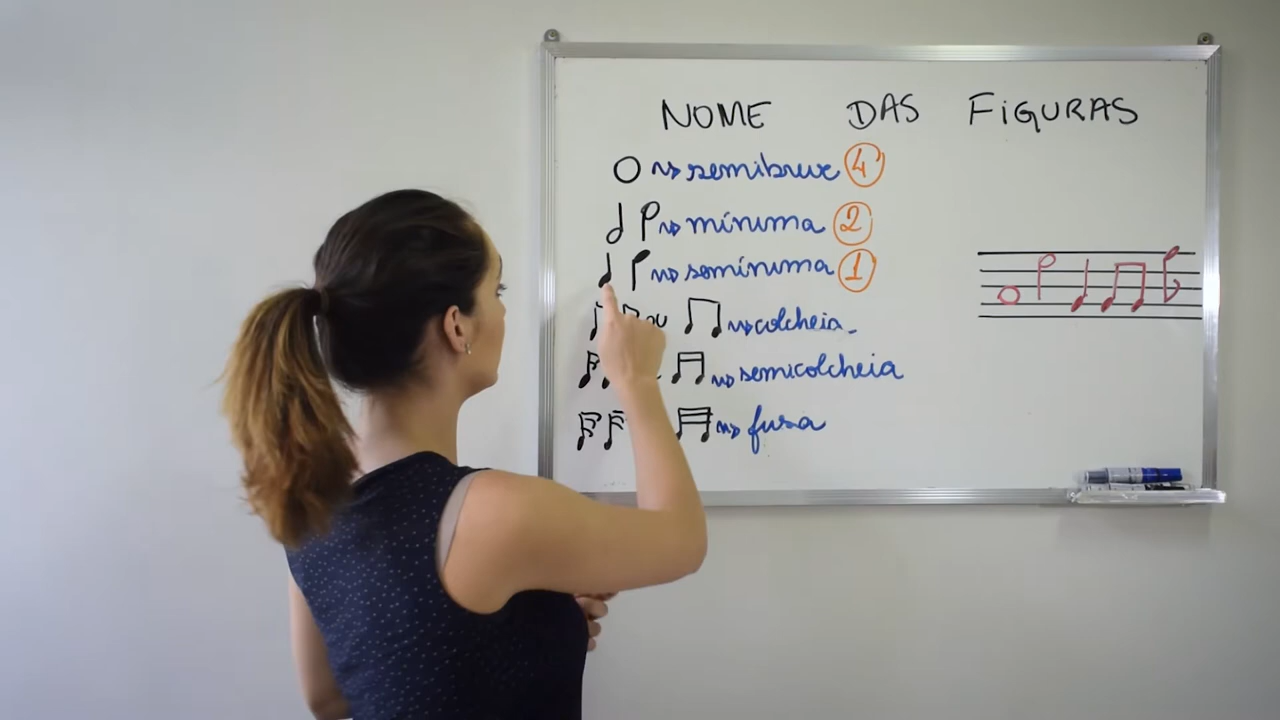 NOME DAS FIGURAS
semibreve 4
mínima 2
semínima 1
ou colcheia
semicolcheia
fusa